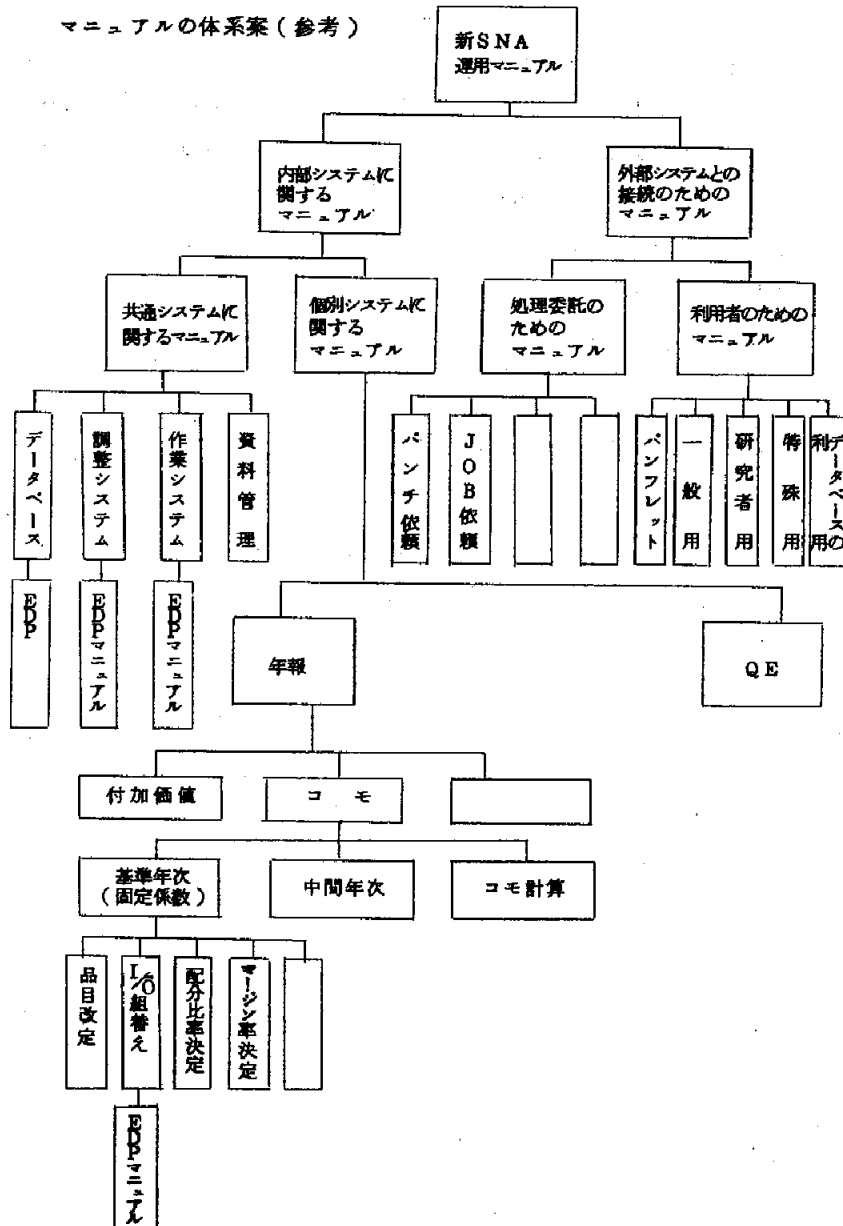 マニュアルの体系案（参考）
新SNA
運用マニュアル
内部システムに
関する
マニュアル
外部システムとの
接続のための
マニュアル
共通システムに
関するマニュアル
個別システムに
関する
マニュアル
処理委託の
ための
マニュアル
利用者のための
マニュアル
データベース
調整システム
作業システム
資料管理
パンチ依頼
JOB依頼
パンフレット
一般用
研究者用
特殊用
データベースの
利用
EDP
EDPマニュアル
EDPマニュアル
年報
QE
付加価値
コモ
基準年次
（固定係数）
中間年次
コモ計算
品目改定
I/O組替え
配分比率決定
マージン率決定
EDPマニュアル